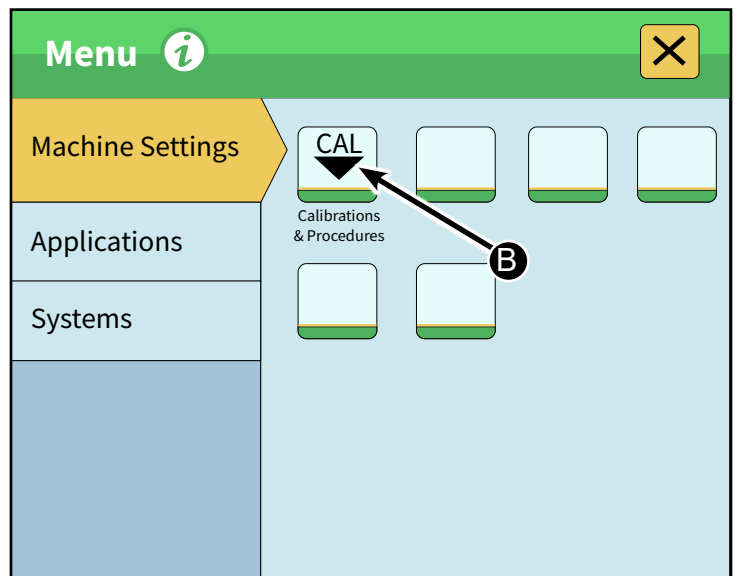 Menu i
Machine Settings
CAL
Calibrations
& Procedures
B
Applications
Systems